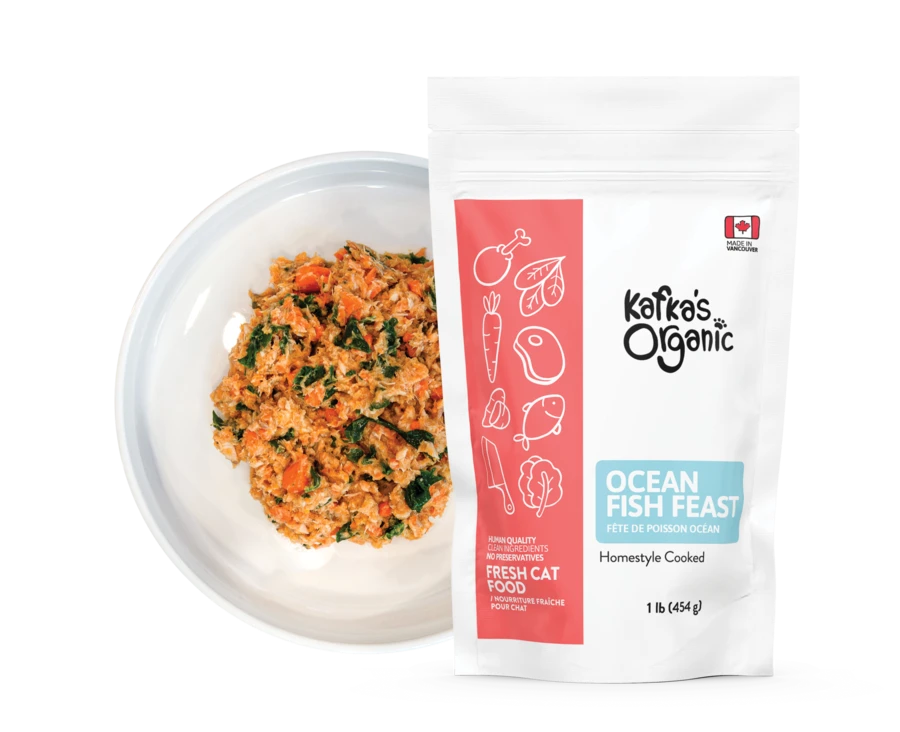 MADE IN
VANCOUVER
Kafka's
Organic
OCEAN
FISH FEAST
FÊTE DE POISSON OCÉAN
Homestyle Cooked
1 lb (454 g)
HUMAN QUALITY
CLEAN INGREDIENTS
NO PRESERVATIVES
FRESH CAT
FOOD
/ NOURRITURE FRAÎCHE
POUR CHAT